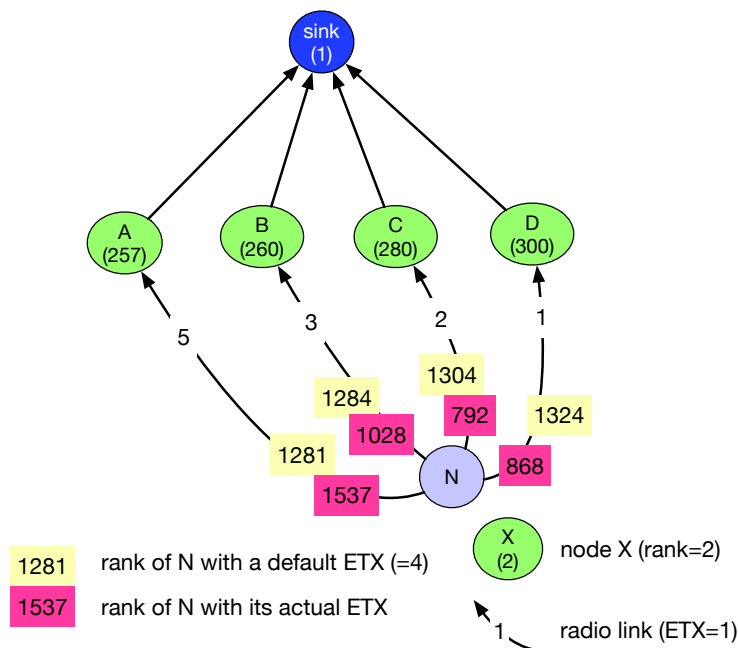 sink
(1)
A
(257)
B
(260)
C
(280)
D
(300)
5
3
2
1
1304
1284
792
1324
1028
1281
868
N
1537
X
(2)
node X (rank=2)
1281 rank of N with a default ETX (=4)
1537 rank of N with its actual ETX
1 radio link (ETX=1)